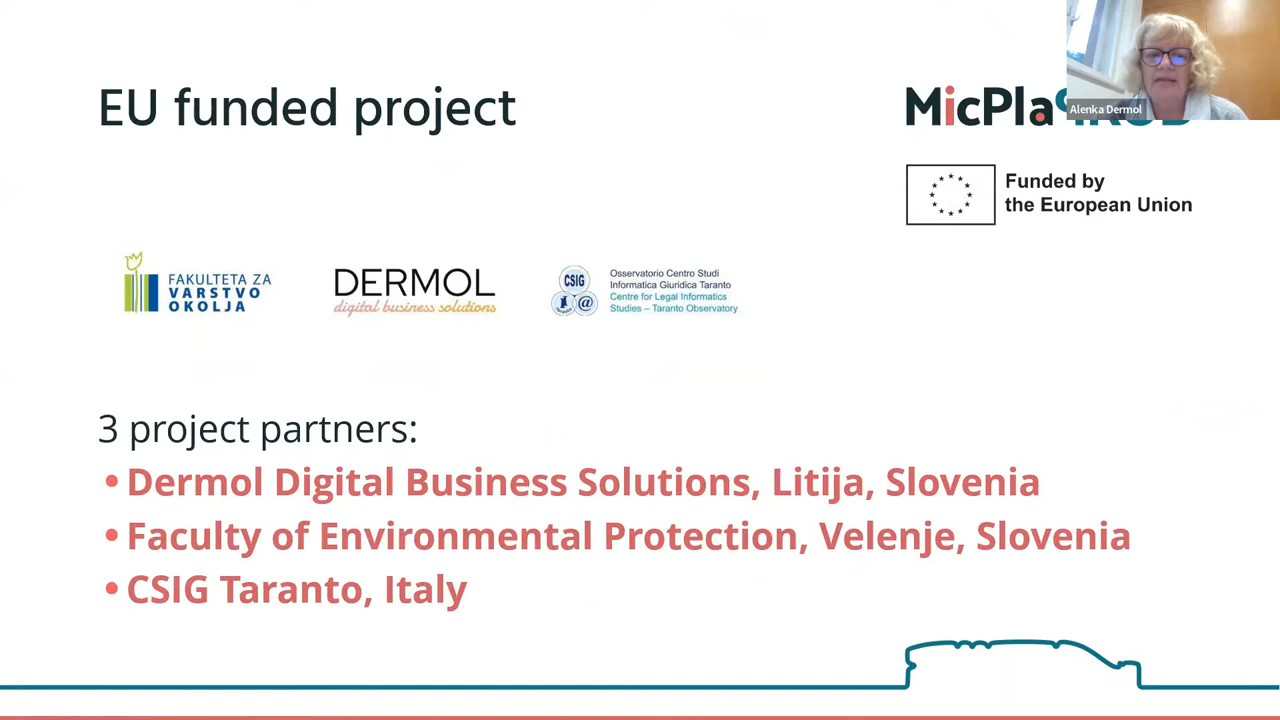 EU funded project
MicPla
Alenka Dermol
Funded by
the European Union
FAKULTETA ZA
VARSTVO
OKOLJA
DERMOL
digital business solutions
CSIG
@
Osservatorio Centro Studi
Informatica Giuridica Taranto
Centre for Legal Informatics
Studies – Taranto Observatory
3 project partners:
• Dermol Digital Business Solutions, Litija, Slovenia
• Faculty of Environmental Protection, Velenje, Slovenia
• CSIG Taranto, Italy